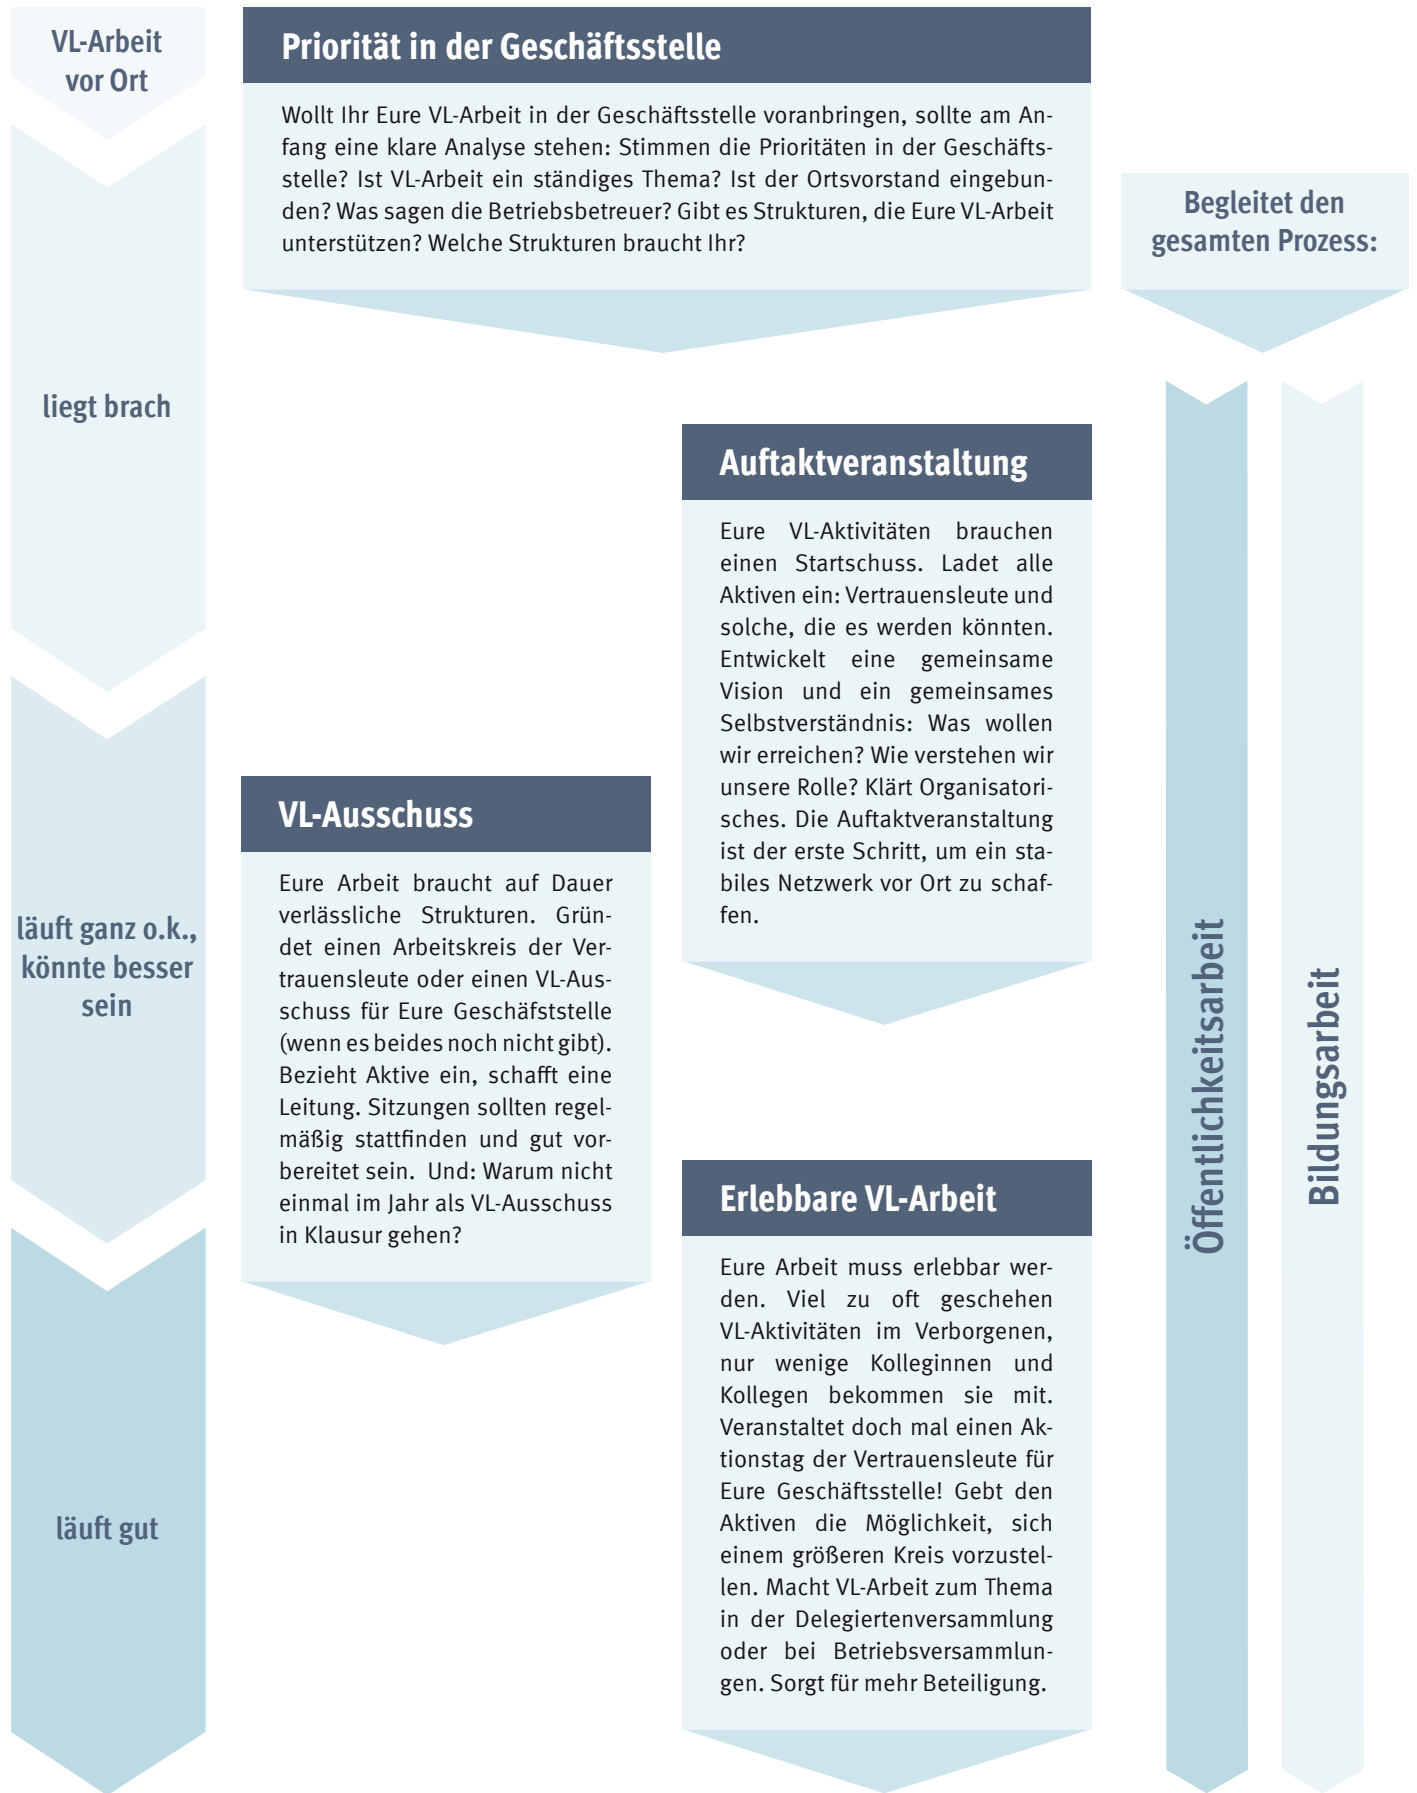 VL-Arbeit
vor Ort
Priorität in der Geschäftsstelle
Wollt Ihr Eure VL-Arbeit in der Geschäftsstelle voranbringen, sollte am An-
fang eine klare Analyse stehen: Stimmen die Prioritäten in der Geschäfts-
stelle? Ist VL-Arbeit ein ständiges Thema? Ist der Ortsvorstand eingebun-
den? Was sagen die Betriebsbetreuer? Gibt es Strukturen, die Eure VL-Arbeit
unterstützen? Welche Strukturen braucht Ihr?
Begleitet den
gesamten Prozess:
liegt brach
Auftaktveranstaltung
Eure VL-Aktivitäten brauchen
einen Startschuss. Ladet alle
Aktiven ein: Vertrauensleute und
solche, die es werden könnten.
Entwickelt eine gemeinsame
Vision und ein gemeinsames
Selbstverständnis: Was wollen
wir erreichen? Wie verstehen wir
unsere Rolle? Klärt Organisatori-
sches. Die Auftaktveranstaltung
ist der erste Schritt, um ein sta-
biles Netzwerk vor Ort zu schaf-
fen.
läuft ganz o.k.,
könnte besser
sein
VL-Ausschuss
Eure Arbeit braucht auf Dauer
verlässliche Strukturen. Grün-
det einen Arbeitskreis der Ver-
trauensleute oder einen VL-Aus-
schuss für Eure Geschäfststelle
(wenn es beides noch nicht gibt).
Bezieht Aktive ein, schafft eine
Leitung. Sitzungen sollten regel-
mäßig stattfinden und gut vor-
bereitet sein. Und: Warum nicht
einmal im Jahr als VL-Ausschuss
in Klausur gehen?
Erlebbare VL-Arbeit
Eure Arbeit muss erlebbar wer-
den. Viel zu oft geschehen
VL-Aktivitäten im Verborgenen,
nur wenige Kolleginnen und
Kollegen bekommen sie mit.
Veranstaltet doch mal einen Ak-
tionstag der Vertrauensleute für
Eure Geschäftsstelle! Gebt den
Aktiven die Möglichkeit, sich
einem größeren Kreis vorzustel-
len. Macht VL-Arbeit zum Thema
in der Delegiertenversammlung
oder bei Betriebsversammlun-
gen. Sorgt für mehr Beteiligung.
läuft gut
Öffentlichkeitsarbeit
Bildungsarbeit